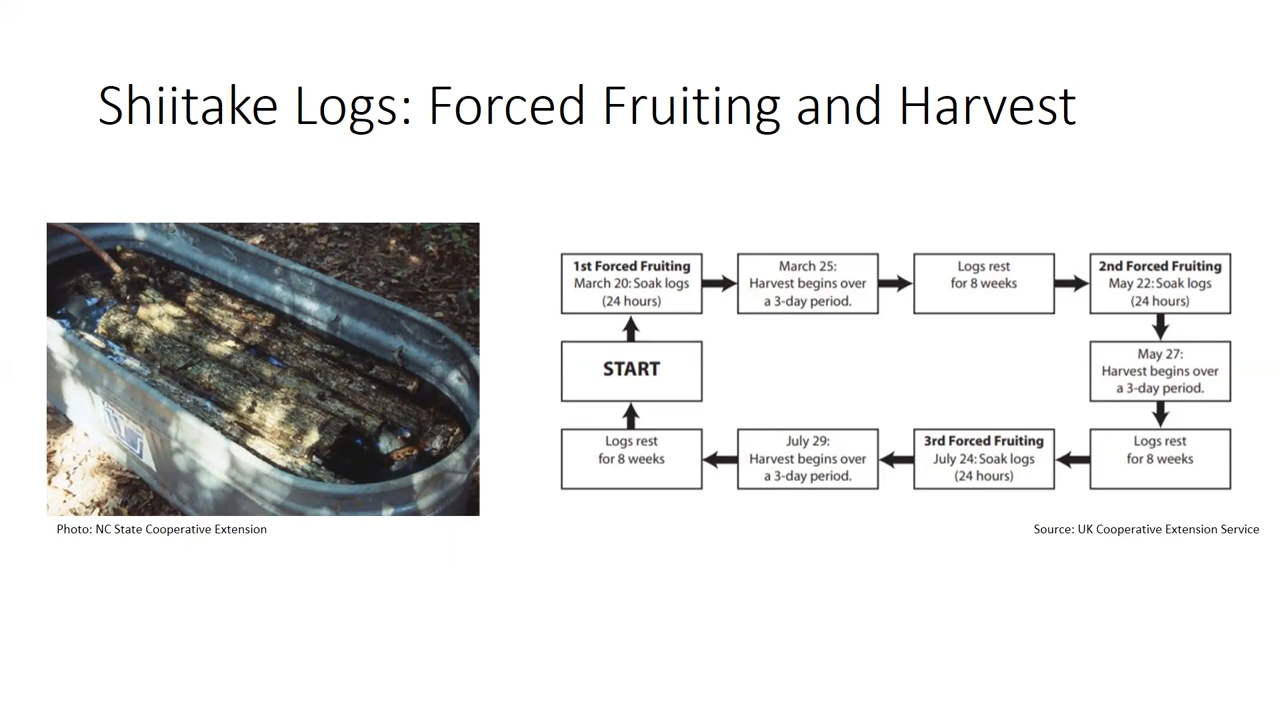 Shiitake Logs: Forced Fruiting and Harvest
1st Forced Fruiting
March 20: Soak logs
(24 hours)
March 25:
Harvest begins over
a 3-day period.
Logs rest
for 8 weeks
2nd Forced Fruiting
May 22: Soak logs
(24 hours)
START
May 27:
Harvest begins over
a 3-day period.
Logs rest
for 8 weeks
July 29:
Harvest begins over
a 3-day period.
3rd Forced Fruiting
July 24: Soak logs
(24 hours)
Logs rest
for 8 weeks
Photo: NC State Cooperative Extension
Source: UK Cooperative Extension Service